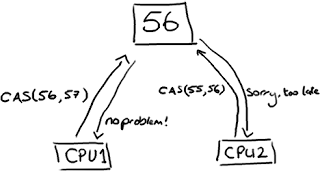 56
CAS(56,57)
no problem!
CAS(55,56)
Sorry, too late
CPU1
CPU2